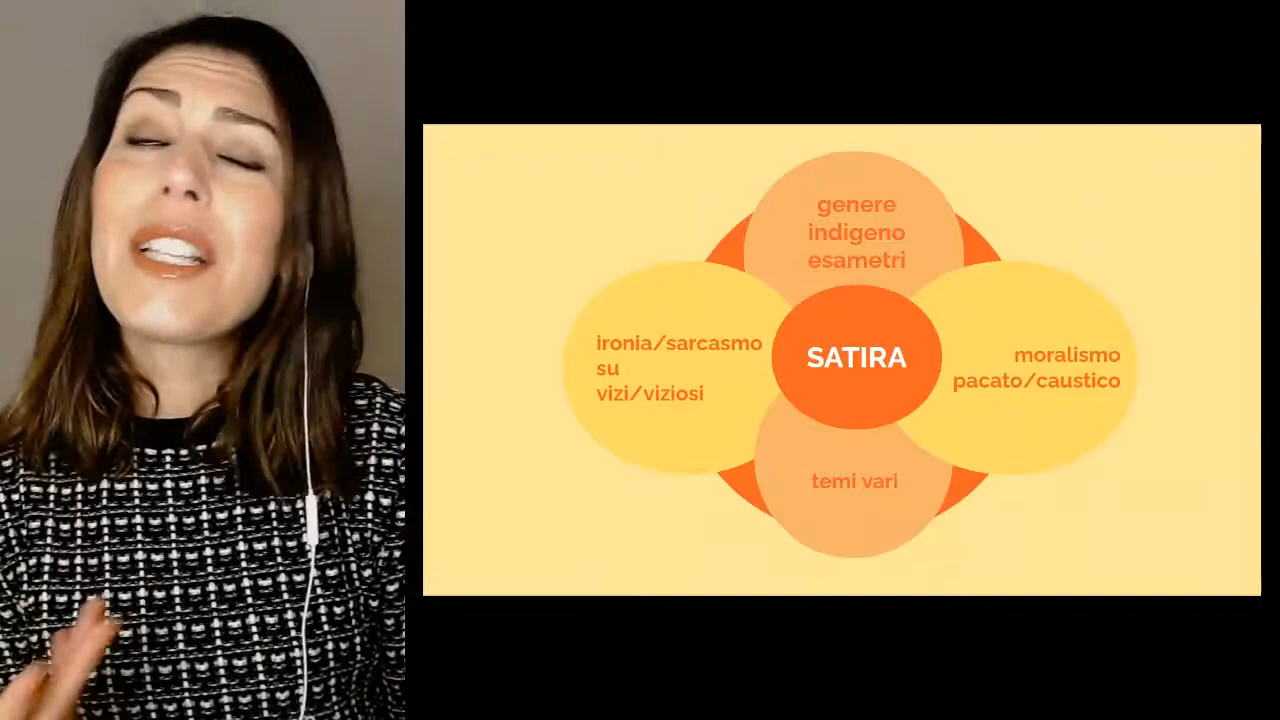 genere
indigeno
esametri
ironia/sarcasmo
su
vizi/viziosi
SATIRA
moralismo
pacato/caustico
temi vari